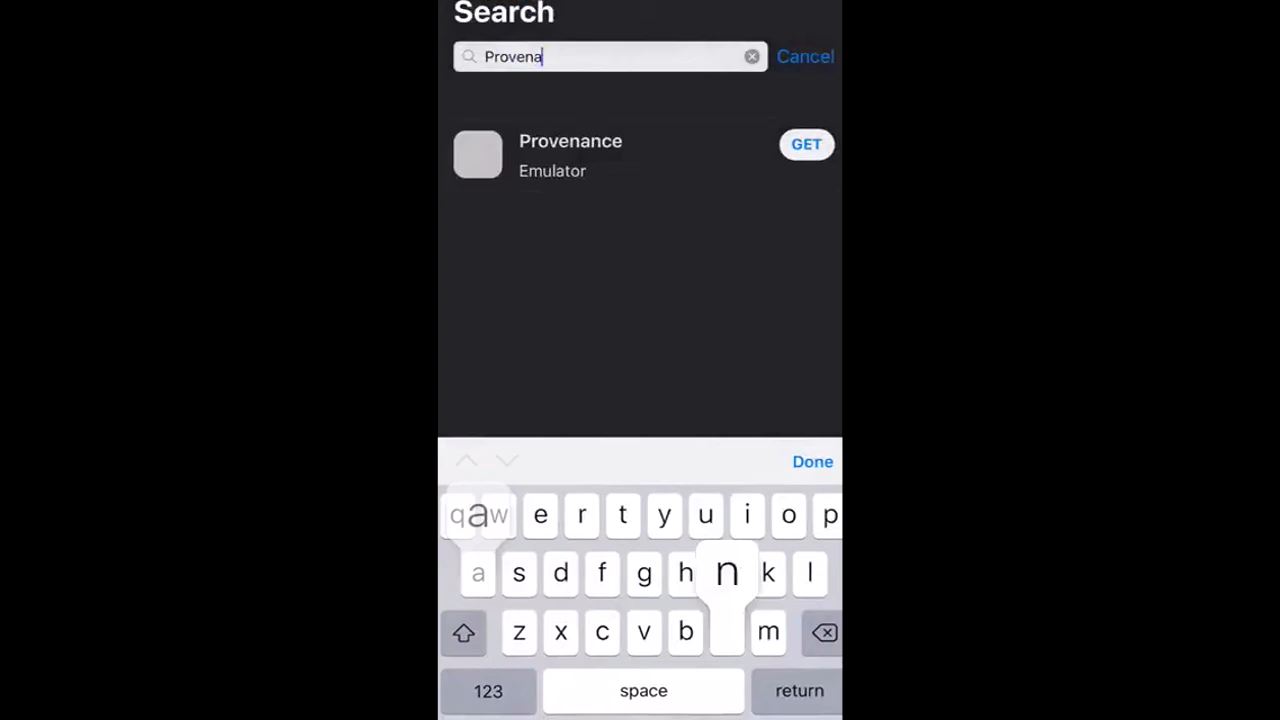 Search
Provena
Cancel
Provenance
GET
Emulator
Done
q a w e r t y u i o p
a s d f g h n k l
z x c v b m
123 space return